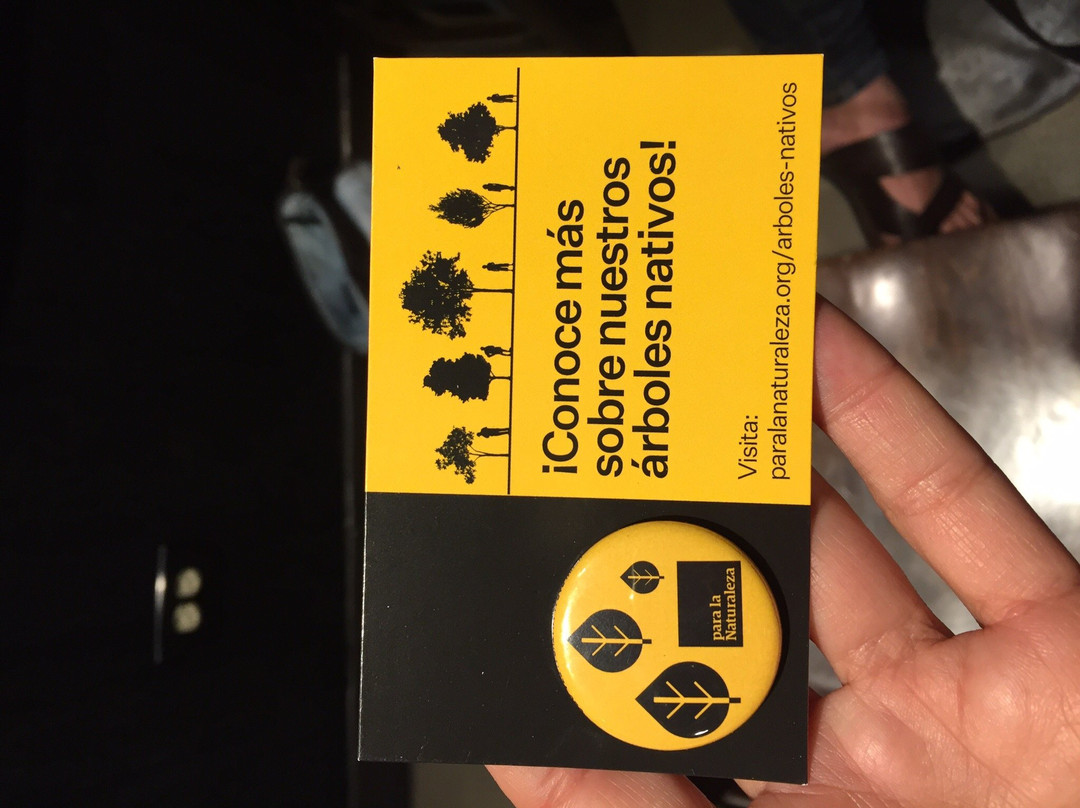 ¡Conoce más
sobre nuestros
árboles nativos!
Visita:
paralanaturaleza.org/arboles-nativos
para la
Naturaleza